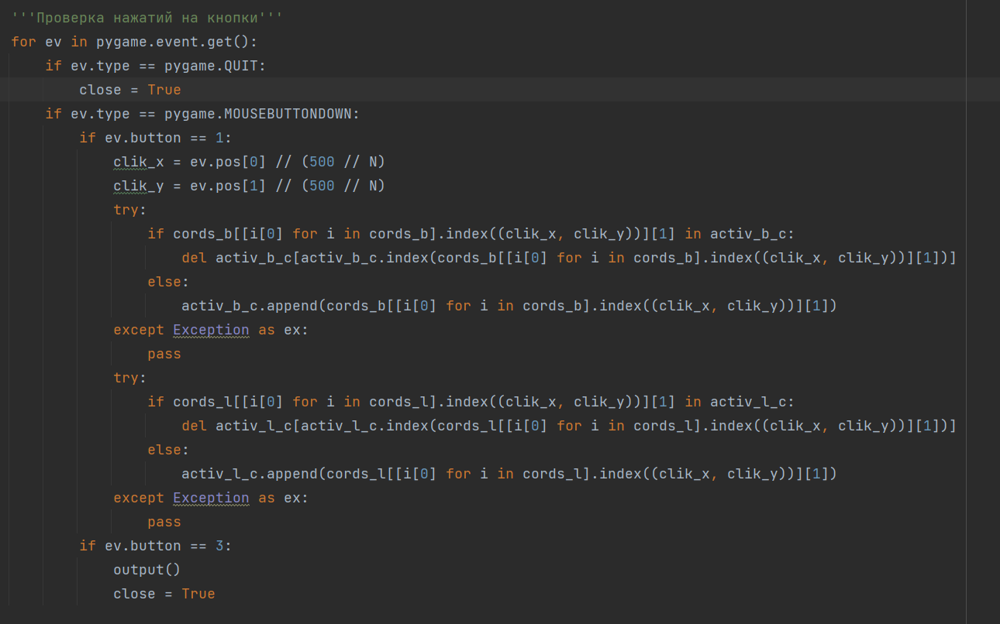 '''Проверка нажатий на кнопки'''
for ev in pygame.event.get():
    if ev.type == pygame.QUIT:
        close = True
    if ev.type == pygame.MOUSEBUTTONDOWN:
        if ev.button == 1:
            clik_x = ev.pos[0] // (500 // N)
            clik_y = ev.pos[1] // (500 // N)
            try:
                if cords_b[[i[0] for i in cords_b].index((clik_x, clik_y))][1] in activ_b_c:
                    del activ_b_c[activ_b_c.index(cords_b[[i[0] for i in cords_b].index((clik_x, clik_y))][1])]
                else:
                    activ_b_c.append(cords_b[[i[0] for i in cords_b].index((clik_x, clik_y))][1])
            except Exception as ex:
                pass
            try:
                if cords_l[[i[0] for i in cords_l].index((clik_x, clik_y))][1] in activ_l_c:
                    del activ_l_c[activ_l_c.index(cords_l[[i[0] for i in cords_l].index((clik_x, clik_y))][1])]
                else:
                    activ_l_c.append(cords_l[[i[0] for i in cords_l].index((clik_x, clik_y))][1])
            except Exception as ex:
                pass
        if ev.button == 3:
            output()
            close = True